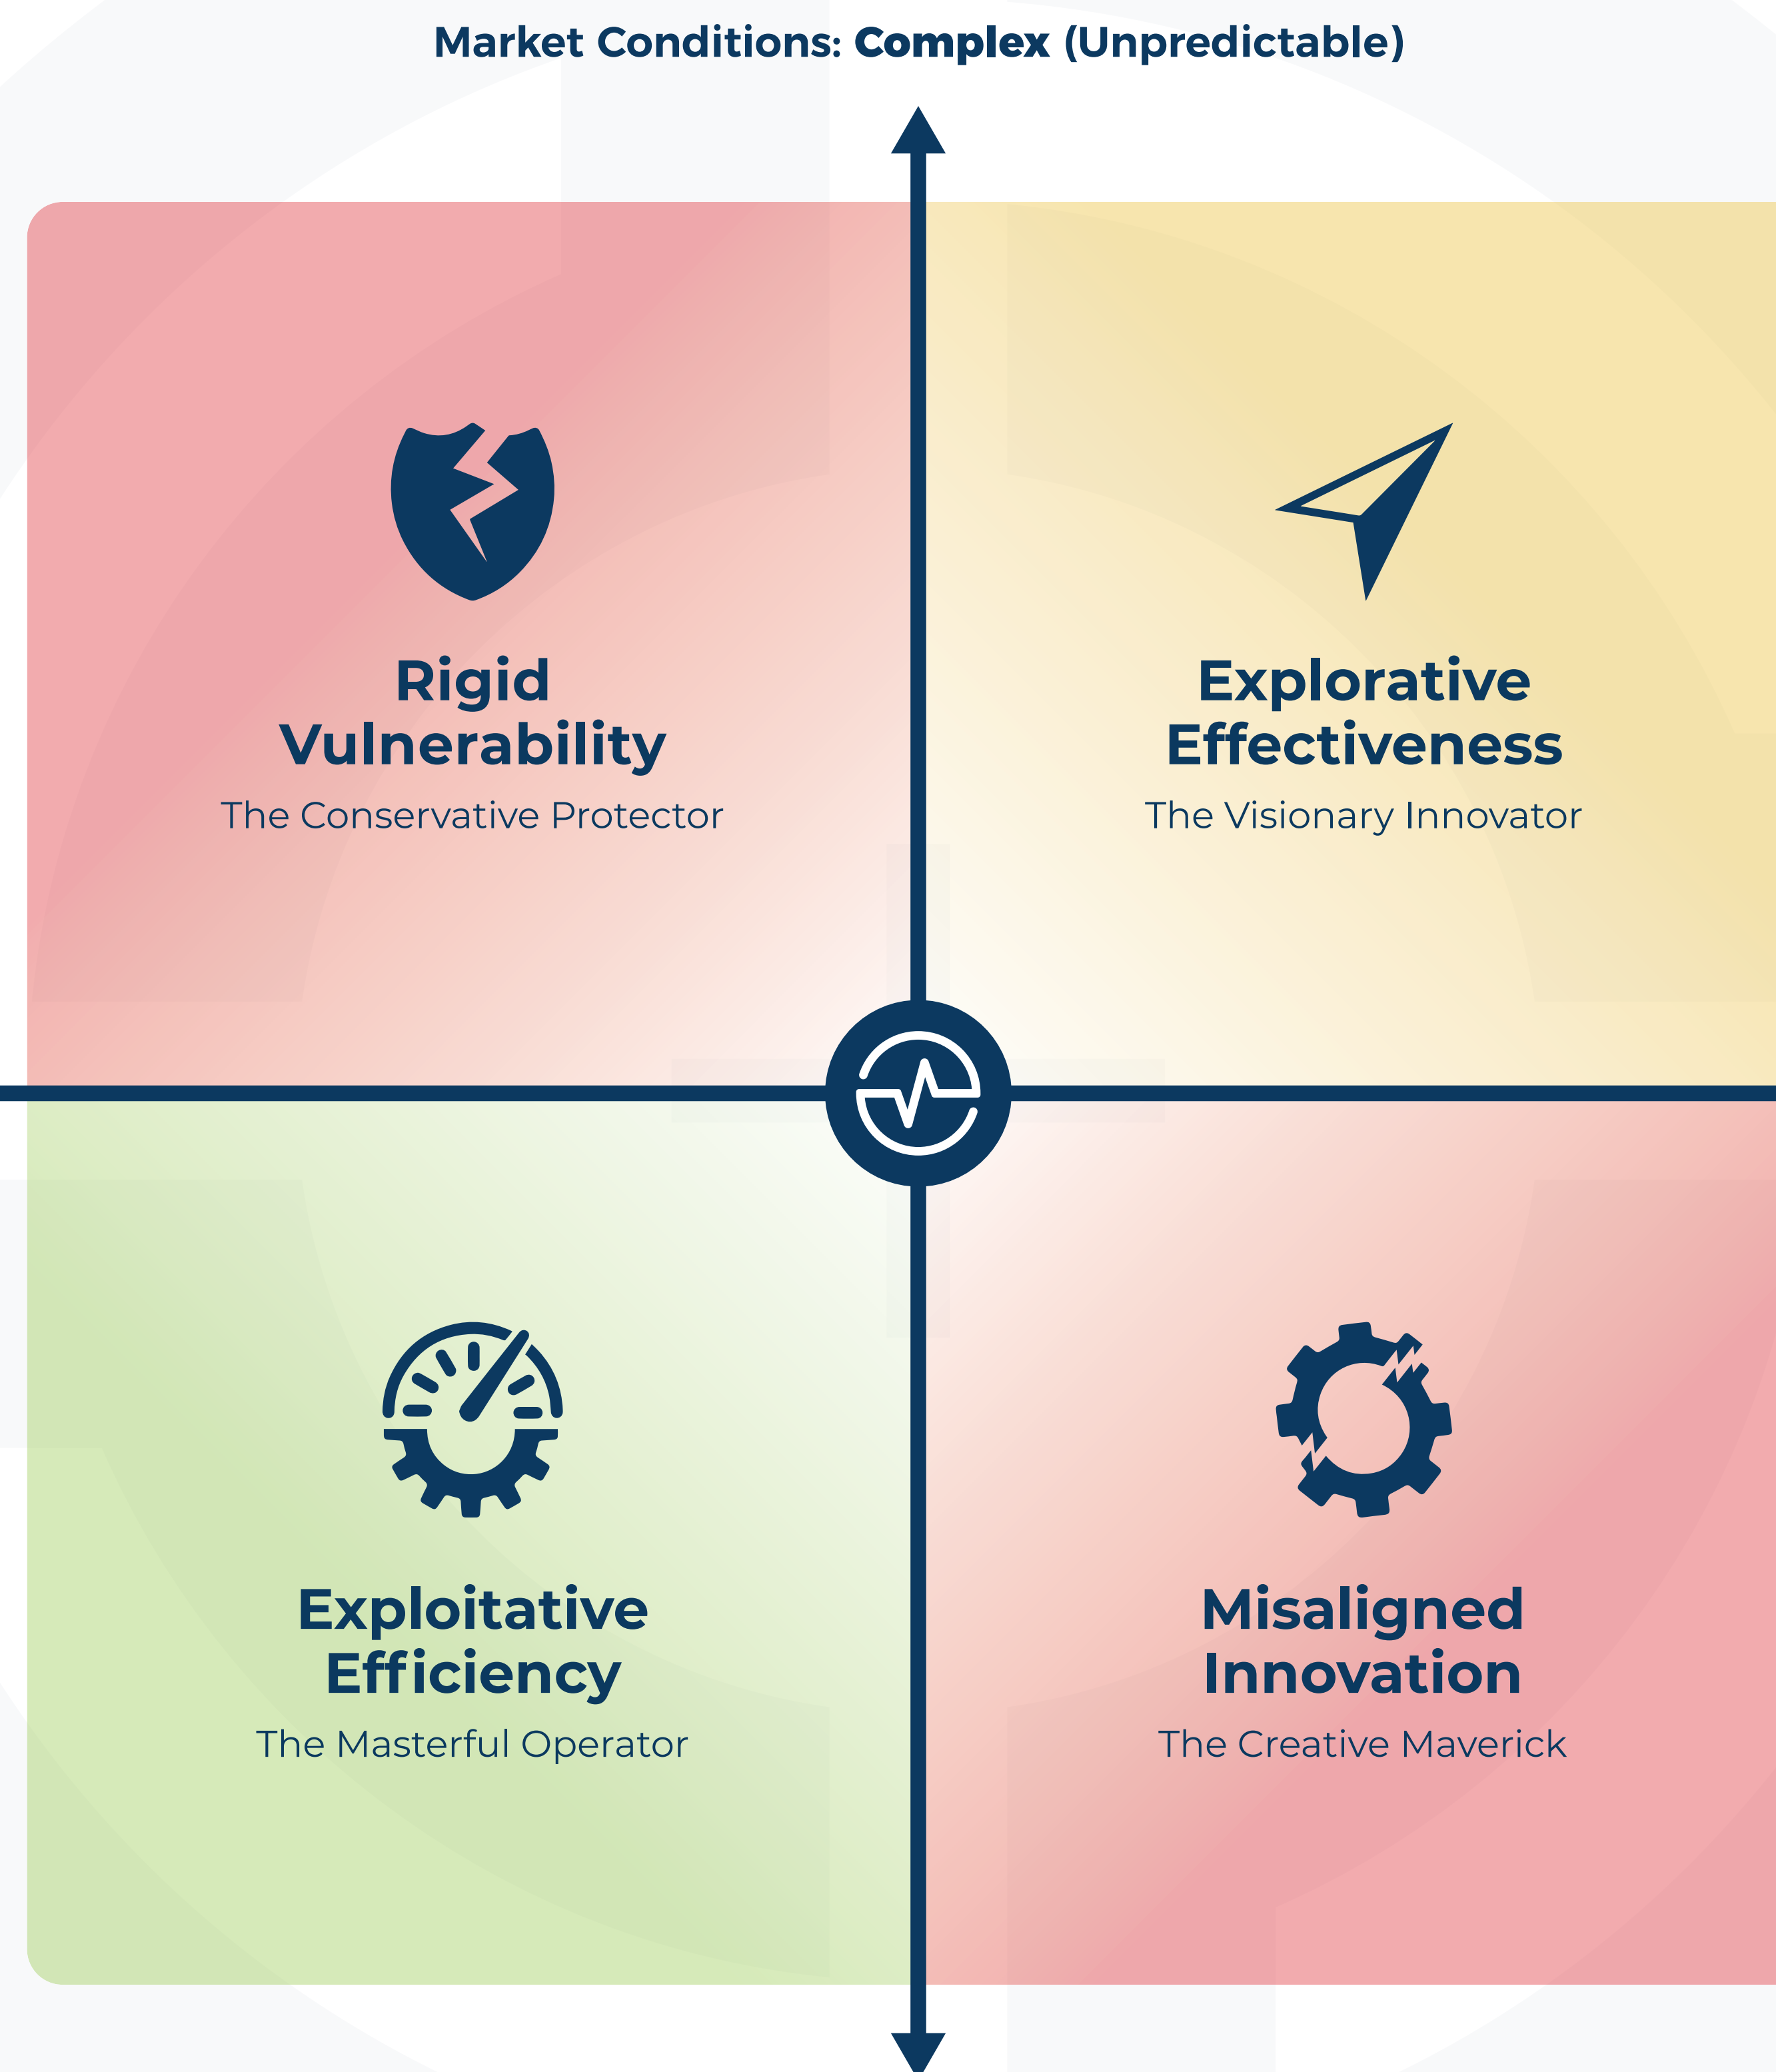 Market Conditions: Complex (Unpredictable)
Rigid
Vulnerability
The Conservative Protector
Explorative
Effectiveness
The Visionary Innovator
Exploitative
Efficiency
The Masterful Operator
Misaligned
Innovation
The Creative Maverick